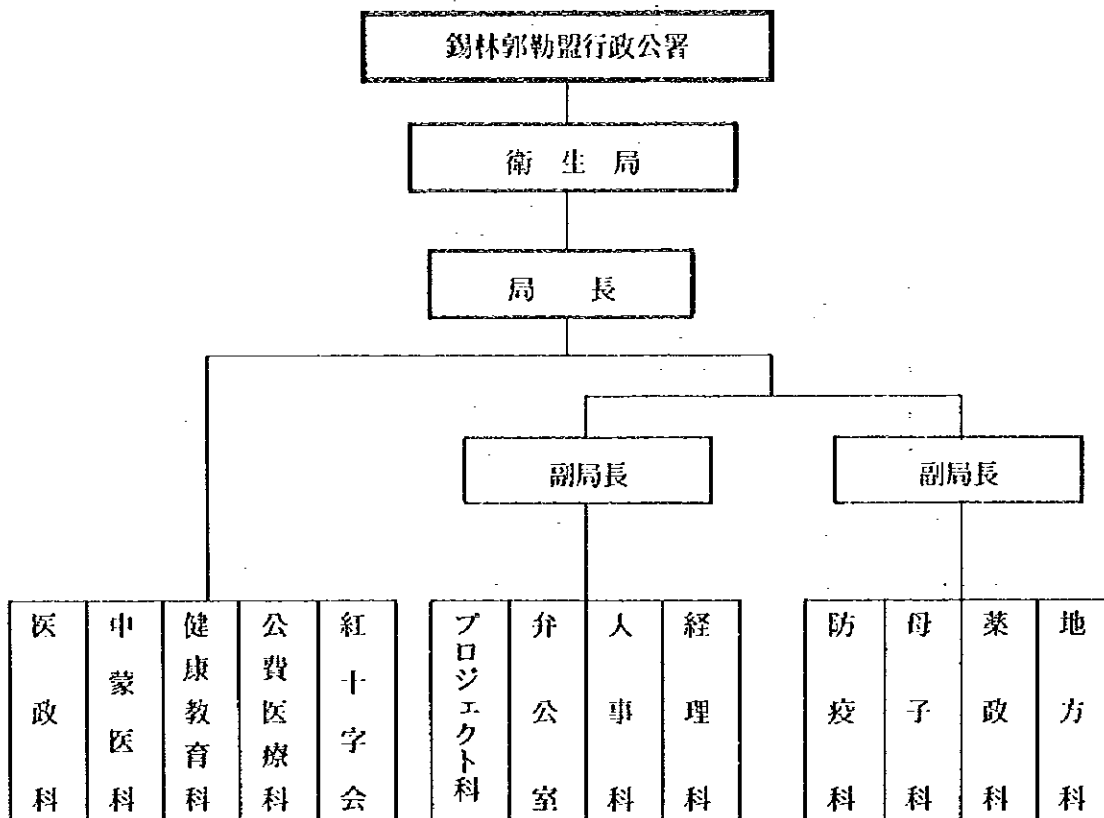 錫林郭勒盟行政公署
衛生局
局長
副局長
副局長
医政科
中蒙医科
健康教育科
公費医療科
紅十字会
プロジェクト科
弁公室
人事科
経理科
防疫科
母子科
薬政科
地方科